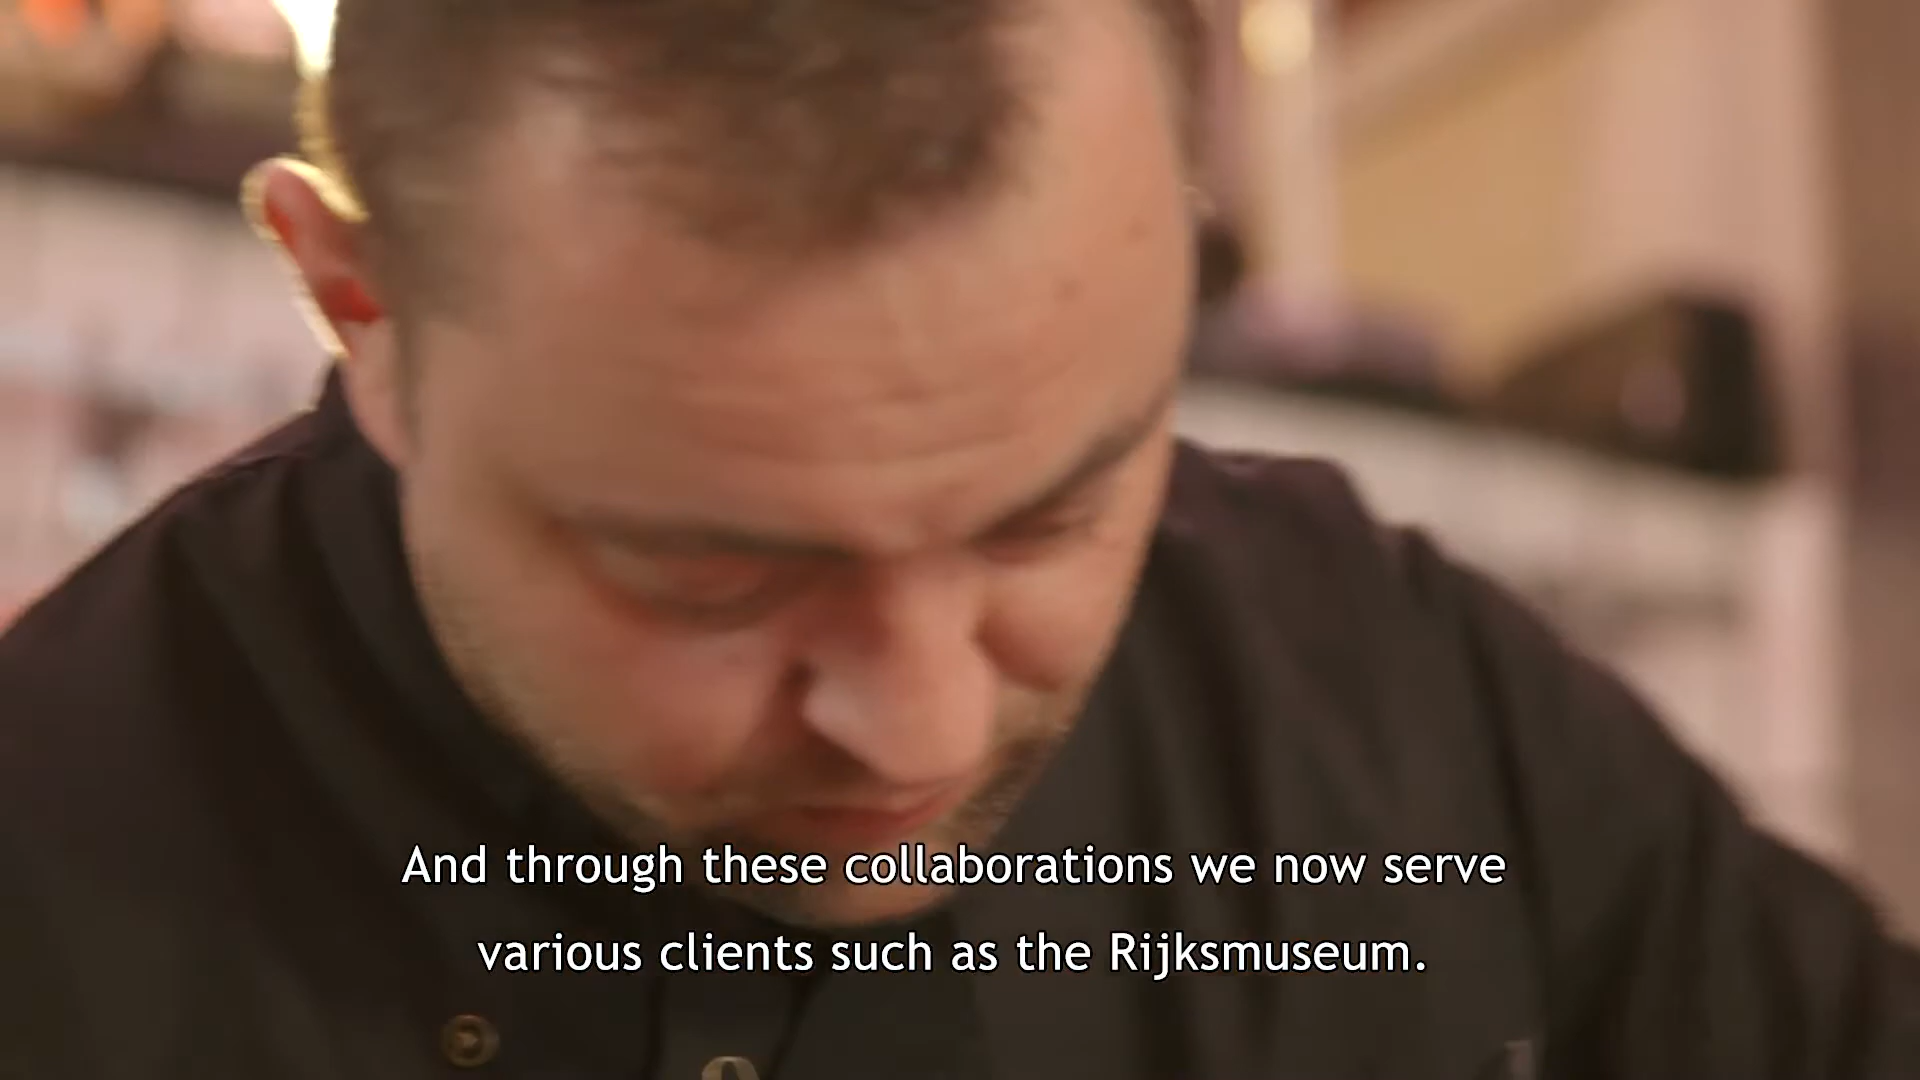 And through these collaborations we now serve
various clients such as the Rijksmuseum.